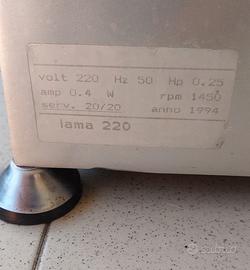 volt 220 Hz 50 Hp 0.25
amp 0.4 W rpm 1450
serv. 20/20 anno 1994
lama 220
subito